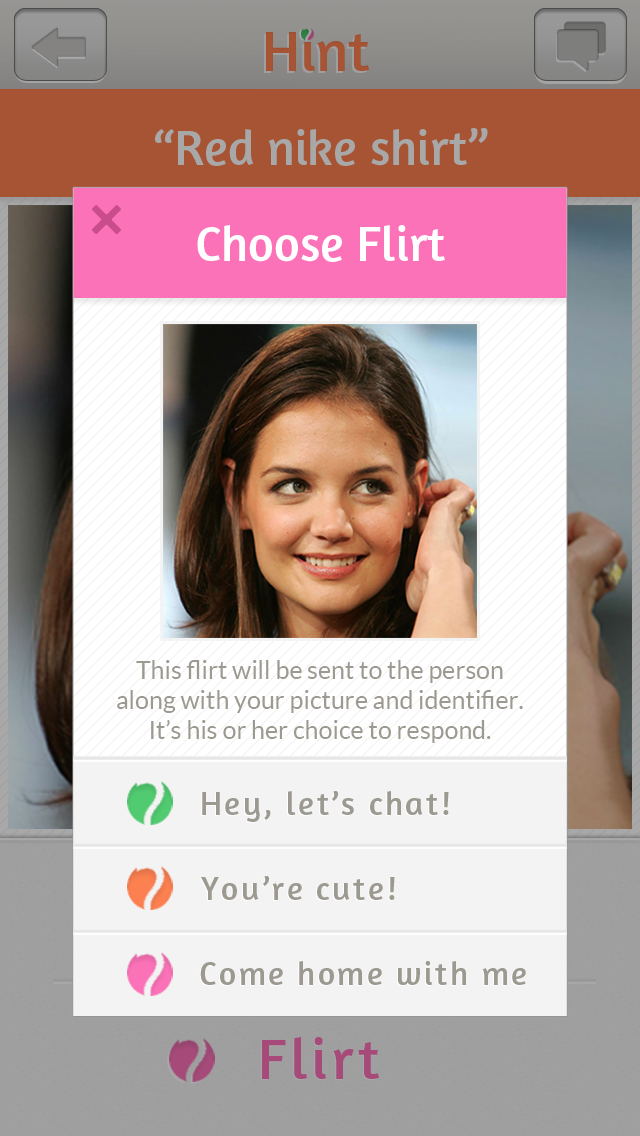 Hint
“Red nike shirt”
Choose Flirt
This flirt will be sent to the person
along with your picture and identifier.
It’s his or her choice to respond.
Hey, let’s chat!
You’re cute!
Come home with me
Flirt